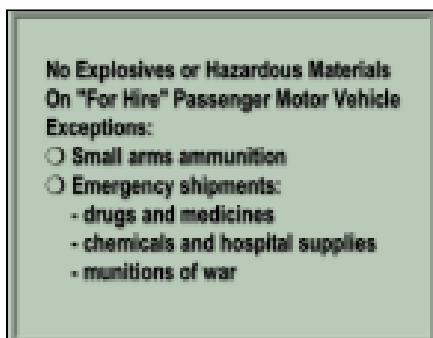 No Explosives or Hazardous Materials
On "For Hire" Passenger Motor Vehicle
Exceptions:
❍ Small arms ammunition
❍ Emergency shipments:
- drugs and medicines
- chemicals and hospital supplies
- munitions of war